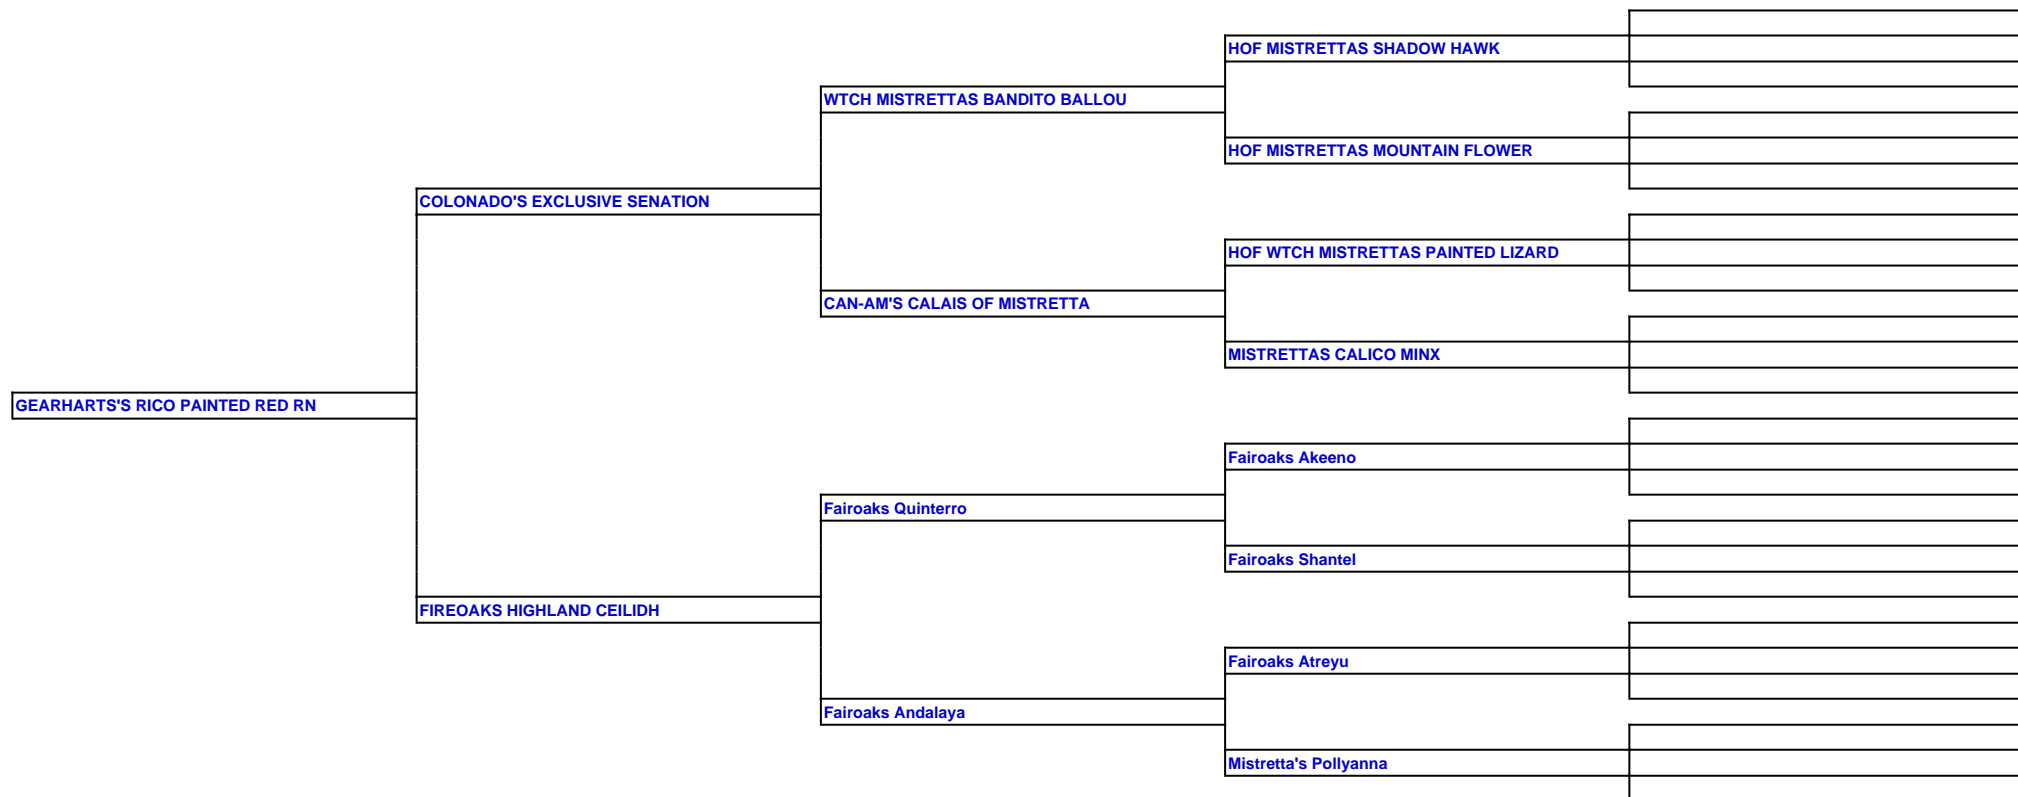 HOF MISTRETTAS SHADOW HAWK
WTCH MISTRETTAS BANDITO BALLOU
HOF MISTRETTAS MOUNTAIN FLOWER
COLONADO'S EXCLUSIVE SENATION
HOF WTCH MISTRETTAS PAINTED LIZARD
CAN-AM'S CALAIS OF MISTRETTA
MISTRETTAS CALICO MINX
GEARHARTS'S RICO PAINTED RED RN
Fairoaks Akeeno
Fairoaks Quinterro
Fairoaks Shantel
FIREOAKS HIGHLAND CEILIDH
Fairoaks Atreyu
Fairoaks Andalaya
Mistretta's Pollyanna